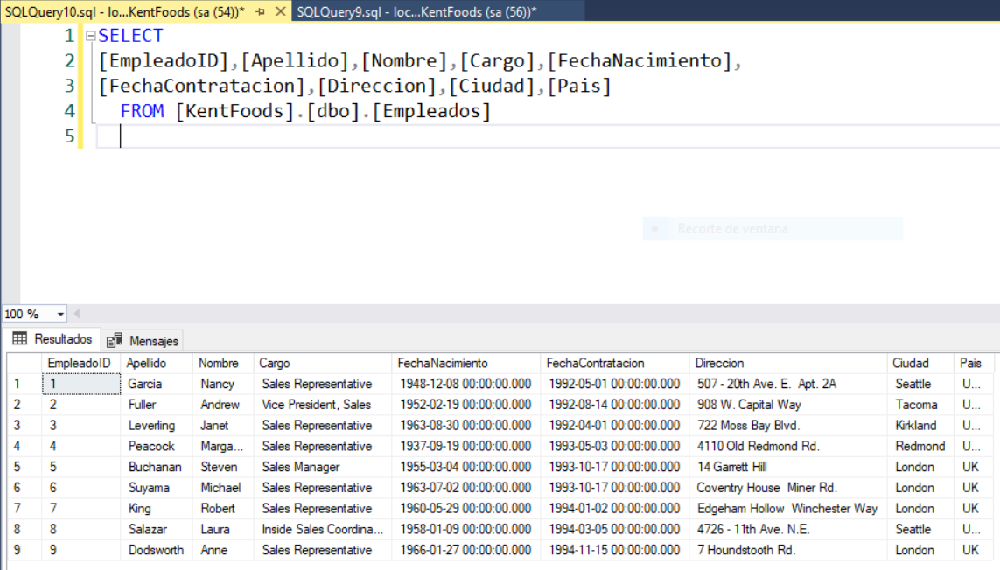 SQLQuery10.sql - lo...KentFoods (sa (54))* SQLQuery9.sql - loc...KentFoods (sa (56))*
1 SELECT
2 [EmpleadoID],[Apellido],[Nombre],[Cargo],[FechaNacimiento],
3 [FechaContratacion],[Direccion],[Ciudad],[Pais]
4 FROM [KentFoods].[dbo].[Empleados]
5
Recorte de ventana
100 %
Resultados Mensajes
EmpleadoID Apellido Nombre Cargo FechaNacimiento FechaContratacion Direccion Ciudad Pais
1 1 Garcia Nancy Sales Representative 1948-12-08 00:00:00.000 1992-05-01 00:00:00.000 507 - 20th Ave. E. Apt. 2A Seattle U...
2 2 Fuller Andrew Vice President, Sales 1952-02-19 00:00:00.000 1992-08-14 00:00:00.000 908 W. Capital Way Tacoma U...
3 3 Leverling Janet Sales Representative 1963-08-30 00:00:00.000 1992-04-01 00:00:00.000 722 Moss Bay Blvd. Kirkland U...
4 4 Peacock Marga... Sales Representative 1937-09-19 00:00:00.000 1993-05-03 00:00:00.000 4110 Old Redmond Rd. Redmond U...
5 5 Buchanan Steven Sales Manager 1955-03-04 00:00:00.000 1993-10-17 00:00:00.000 14 Garrett Hill London UK
6 6 Suyama Michael Sales Representative 1963-07-02 00:00:00.000 1993-10-17 00:00:00.000 Coventry House Miner Rd. London UK
7 7 King Robert Sales Representative 1960-05-29 00:00:00.000 1994-01-02 00:00:00.000 Edgeham Hollow Winchester Way London UK
8 8 Salazar Laura Inside Sales Coordina... 1958-01-09 00:00:00.000 1994-03-05 00:00:00.000 4726 - 11th Ave. N.E. Seattle U...
9 9 Dodsworth Anne Sales Representative 1966-01-27 00:00:00.000 1994-11-15 00:00:00.000 7 Houndstooth Rd. London UK